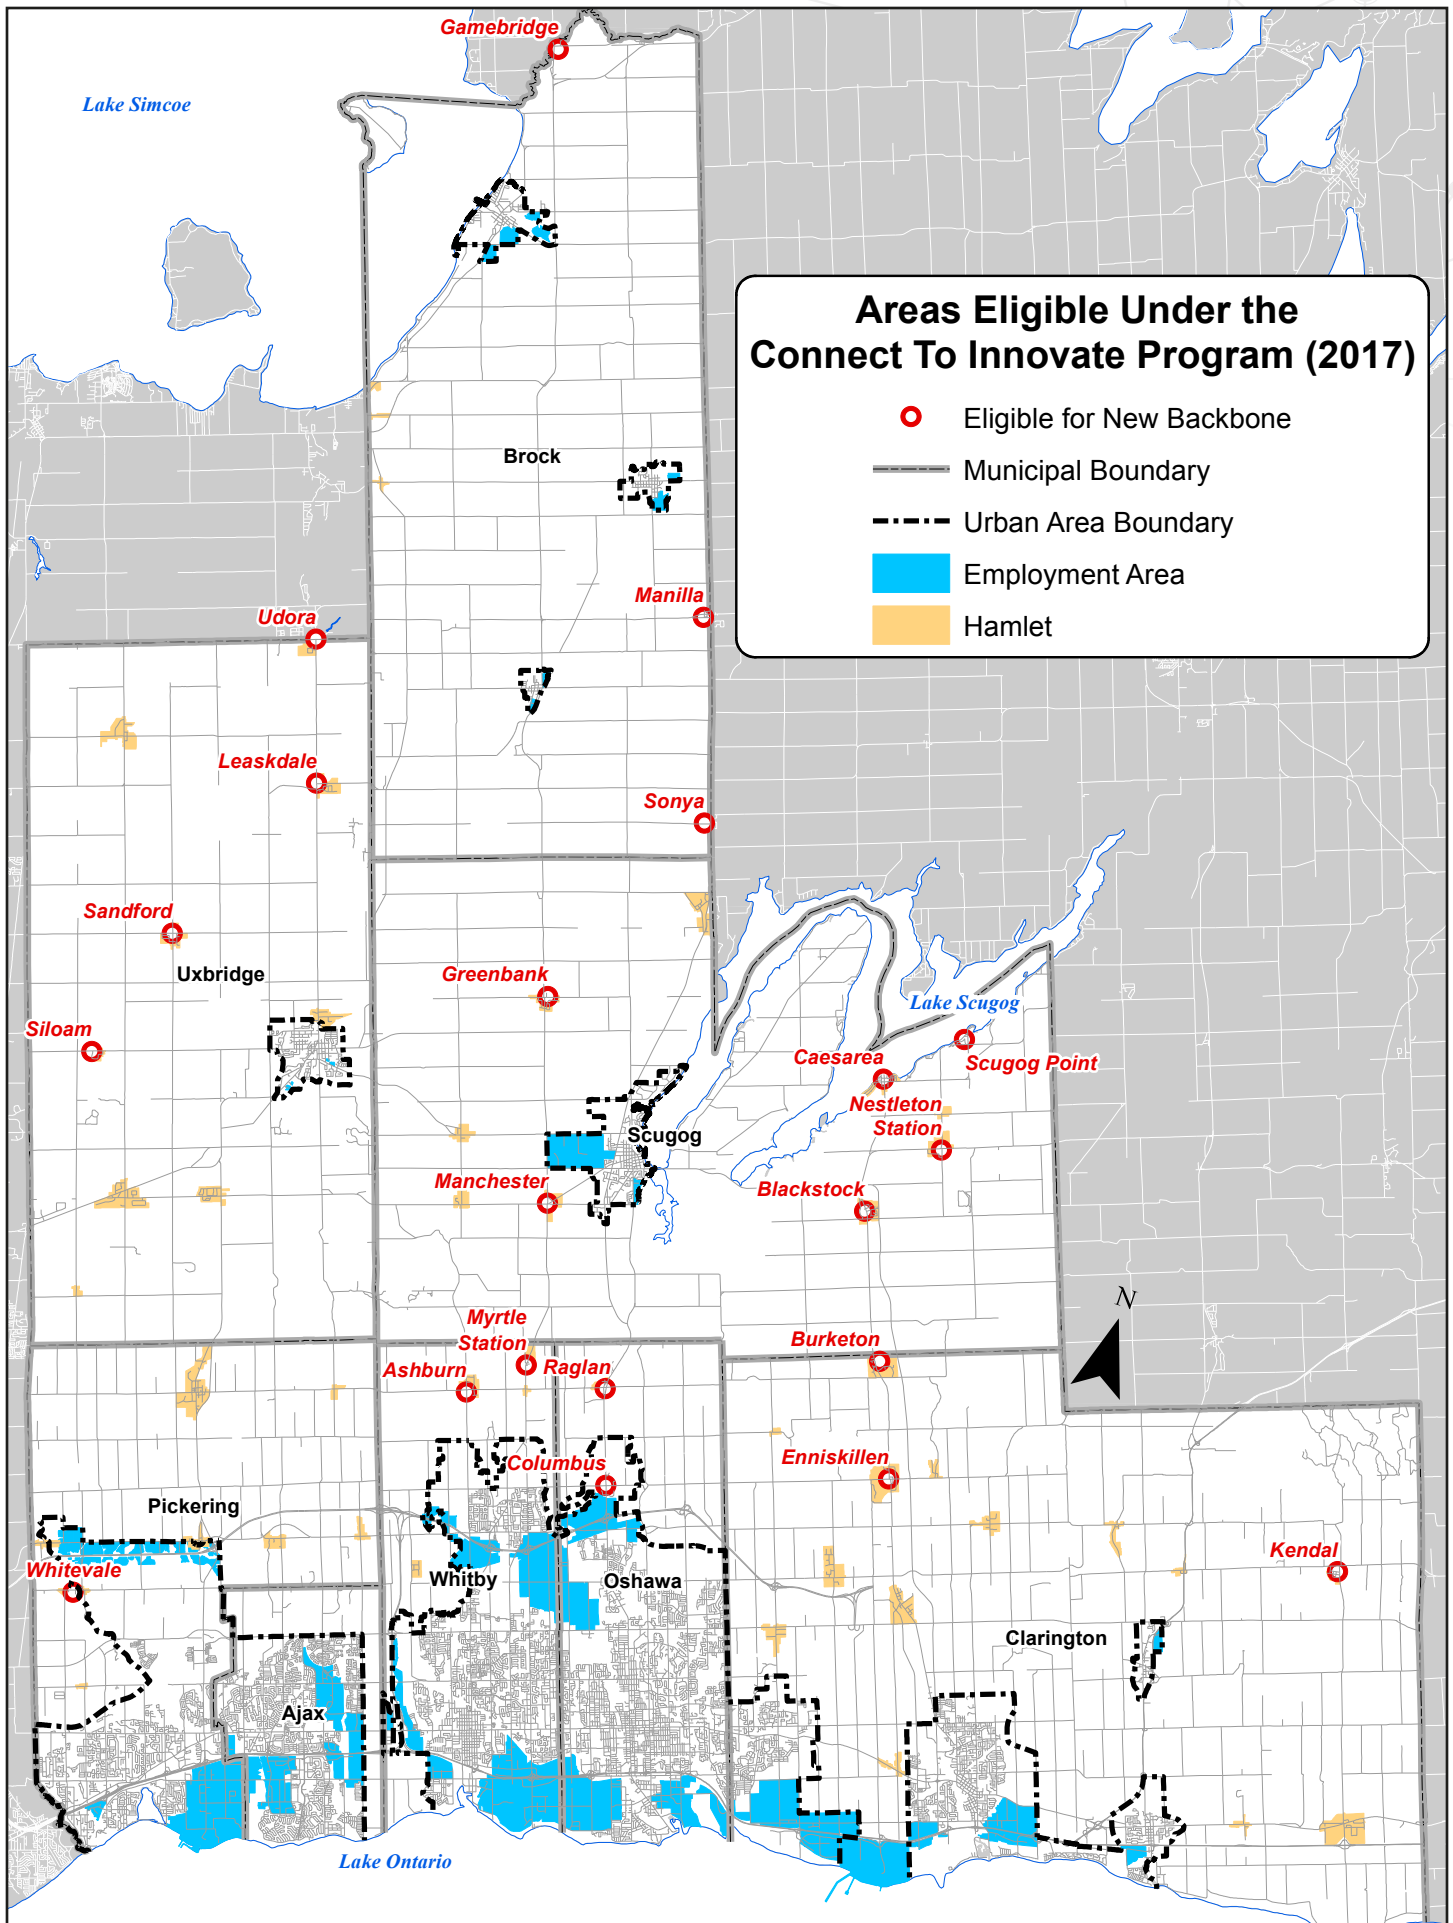 Gamebridge
Lake Simcoe
Areas Eligible Under the
Connect To Innovate Program (2017)
Eligible for New Backbone
Municipal Boundary
Urban Area Boundary
Employment Area
Hamlet
Brock
Manilla
Udora
Leaskdale
Sonya
Sandford
Uxbridge
Greenbank
Lake Scugog
Siloam
Caesarea
Scugog Point
Nestleton
Station
Scugog
Manchester
Blackstock
N
Myrtle
Station
Burketon
Ashburn
Raglan
Columbus
Enniskillen
Pickering
Whitevale
Whitby
Oshawa
Kendal
Clarington
Ajax
Lake Ontario